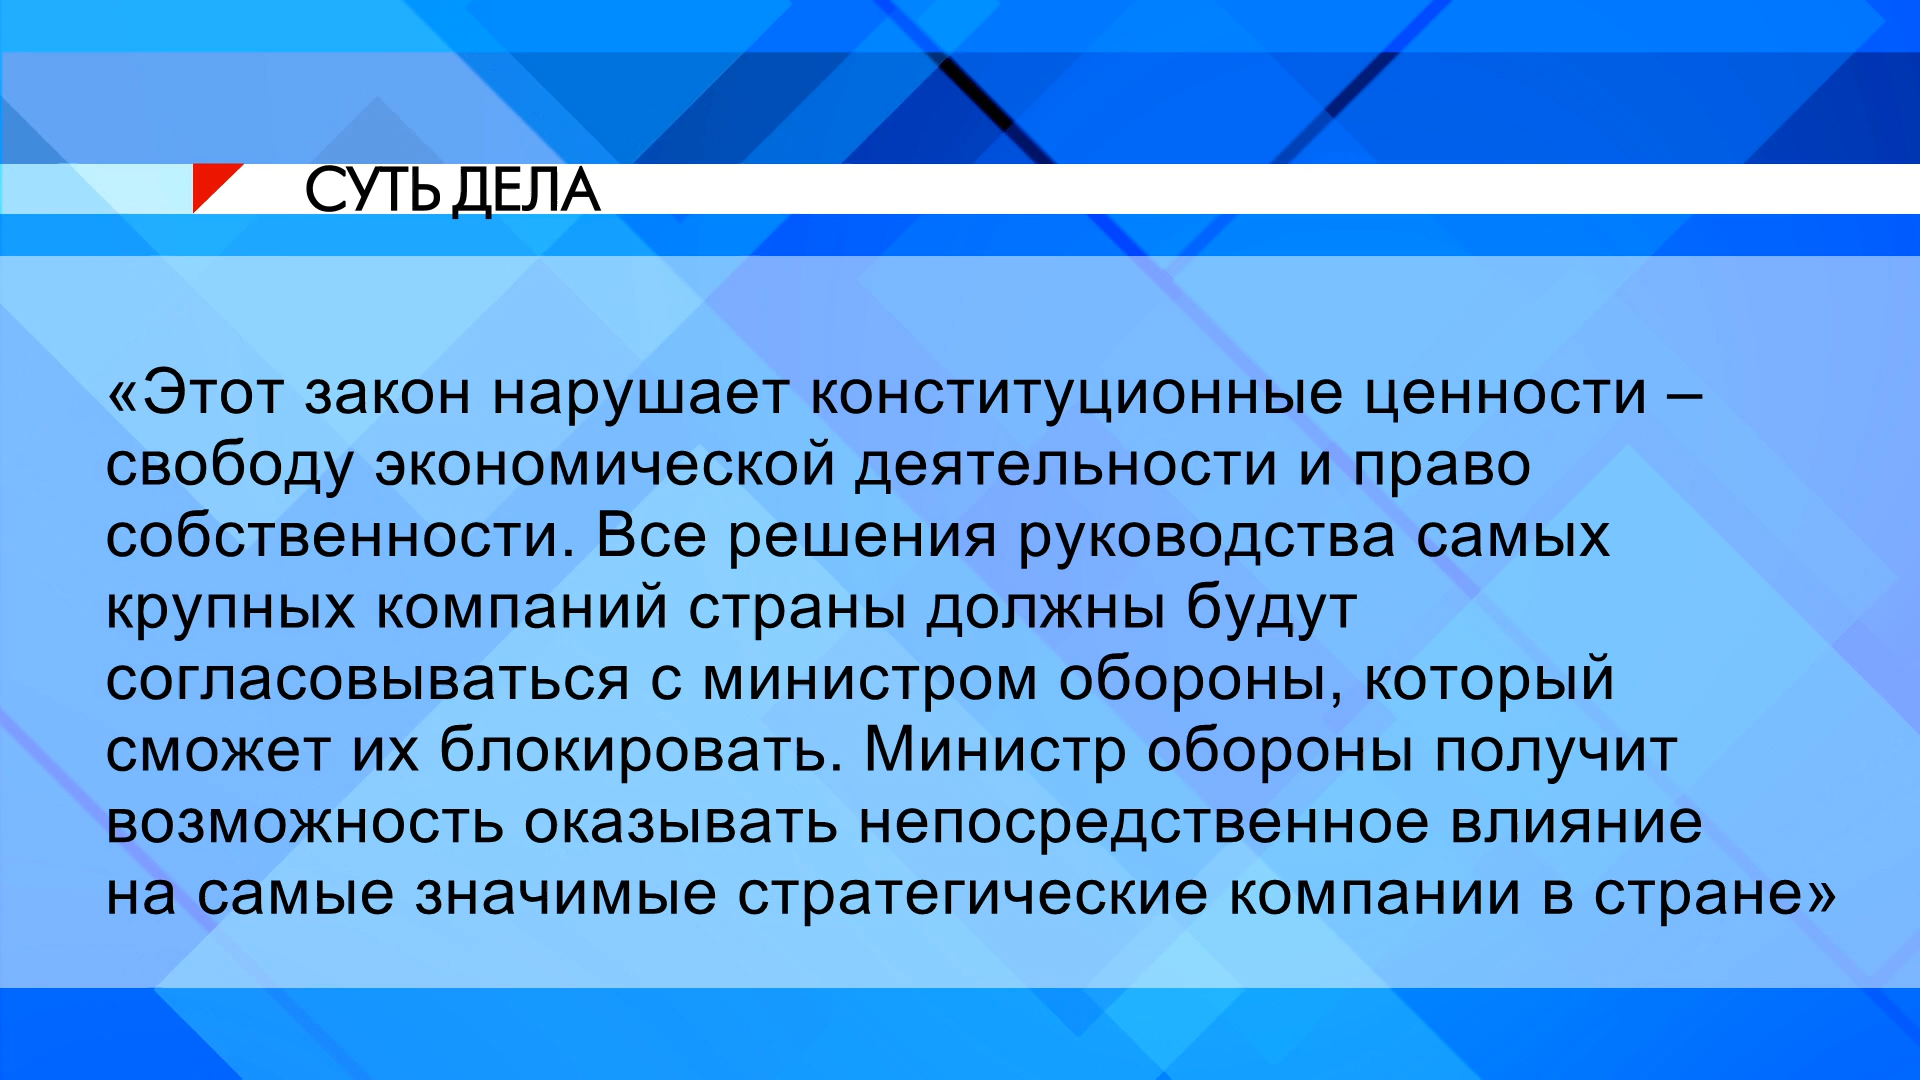 СУТЬ ДЕЛА
«Этот закон нарушает конституционные ценности –
свободу экономической деятельности и право
собственности. Все решения руководства самых
крупных компаний страны должны будут
согласовываться с министром обороны, который
сможет их блокировать. Министр обороны получит
возможность оказывать непосредственное влияние
на самые значимые стратегические компании в стране»